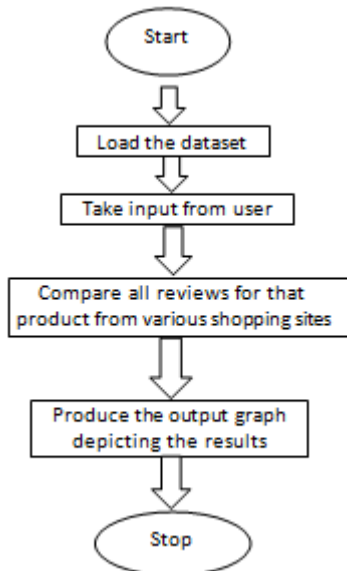 Start
Load the dataset
Take input from user
Compare all reviews for that
product from various shopping sites
Produce the output graph
depicting the results
Stop